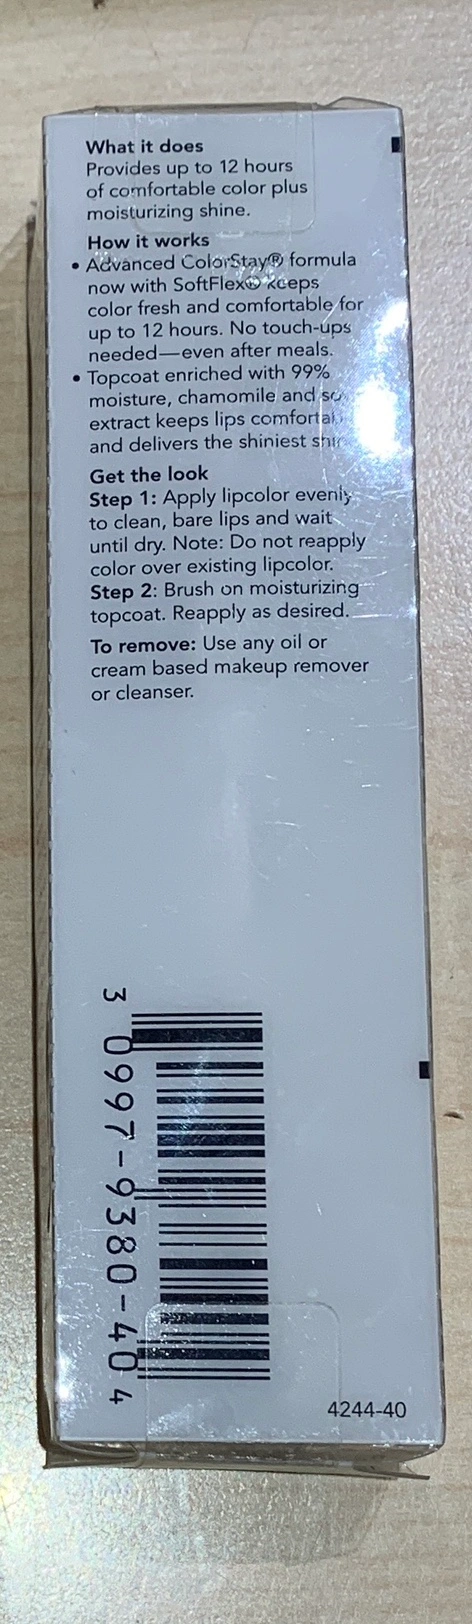 What it does
Provides up to 12 hours
of comfortable color plus
moisturizing shine.
How it works
• Advanced ColorStay® formula
now with SoftFlex® keeps
color fresh and comfortable for
up to 12 hours. No touch-ups
needed—even after meals.
• Topcoat enriched with 99%
moisture, chamomile and
extract keeps lips
and delivers the shiniest
Get the look
Step 1: Apply lipcolor evenly
to clean, bare lips and wait
until dry. Note: Do not reapply
color over existing lipcolor.
Step 2: Brush on moisturizing
topcoat. Reapply as desired.
To remove: Use any oil or
cream based makeup remover
or cleanser.
3 0997-9380-40 4
4244-40